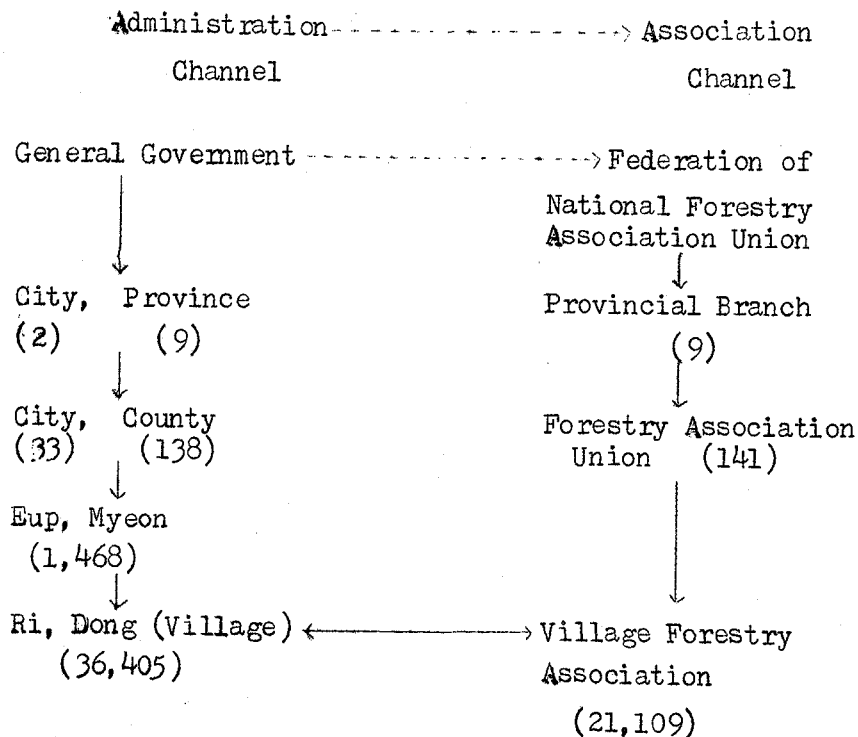 Administration Association
Channel Channel
General Government Federation of
National Forestry
Association Union
City, Province Provincial Branch
(2) (9) (9)
City, County Forestry Association
(33) (138) Union (141)
Eup, Myeon
(1,468)
Ri, Dong (Village) Village Forestry
(36,405) Association
(21,109)